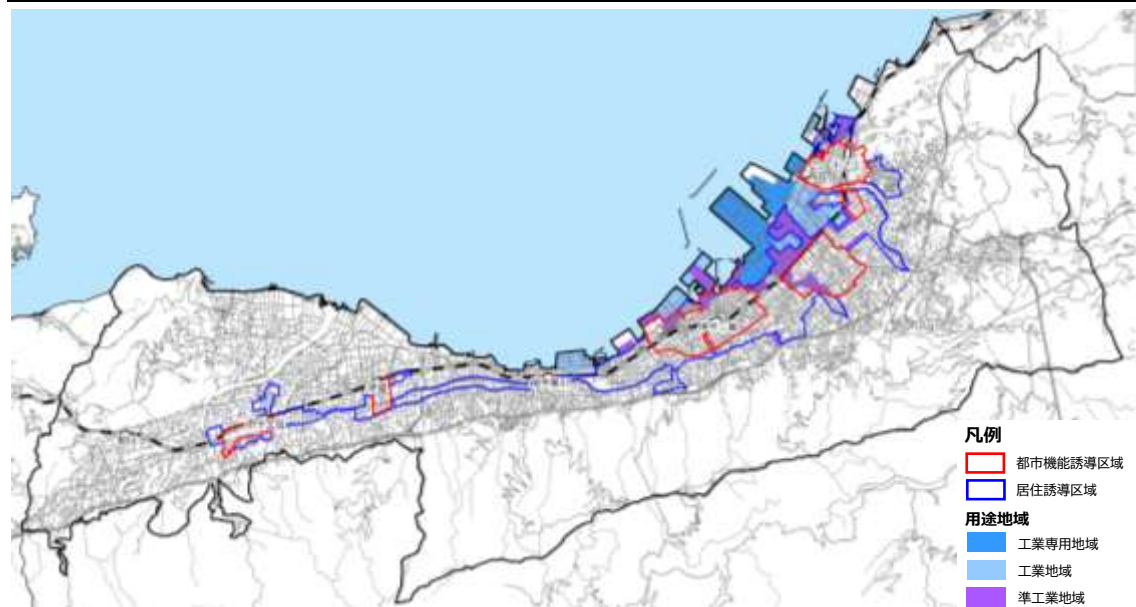 凡例
都市機能誘導区域
居住誘導区域
用途地域
工業専用地域
工業地域
準工業地域